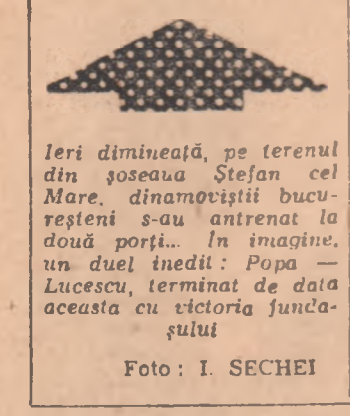 Ieri dimineață, pe terenul
din șoseaua Ștefan cel
Mare, dinamoviștii bucu-
reșteni s-au antrenat la
două porți... In imagine,
un duel inedit : Popa —
Lucescu, terminat de data
aceasta cu victoria funda-
șului
Foto : I. SECHEI